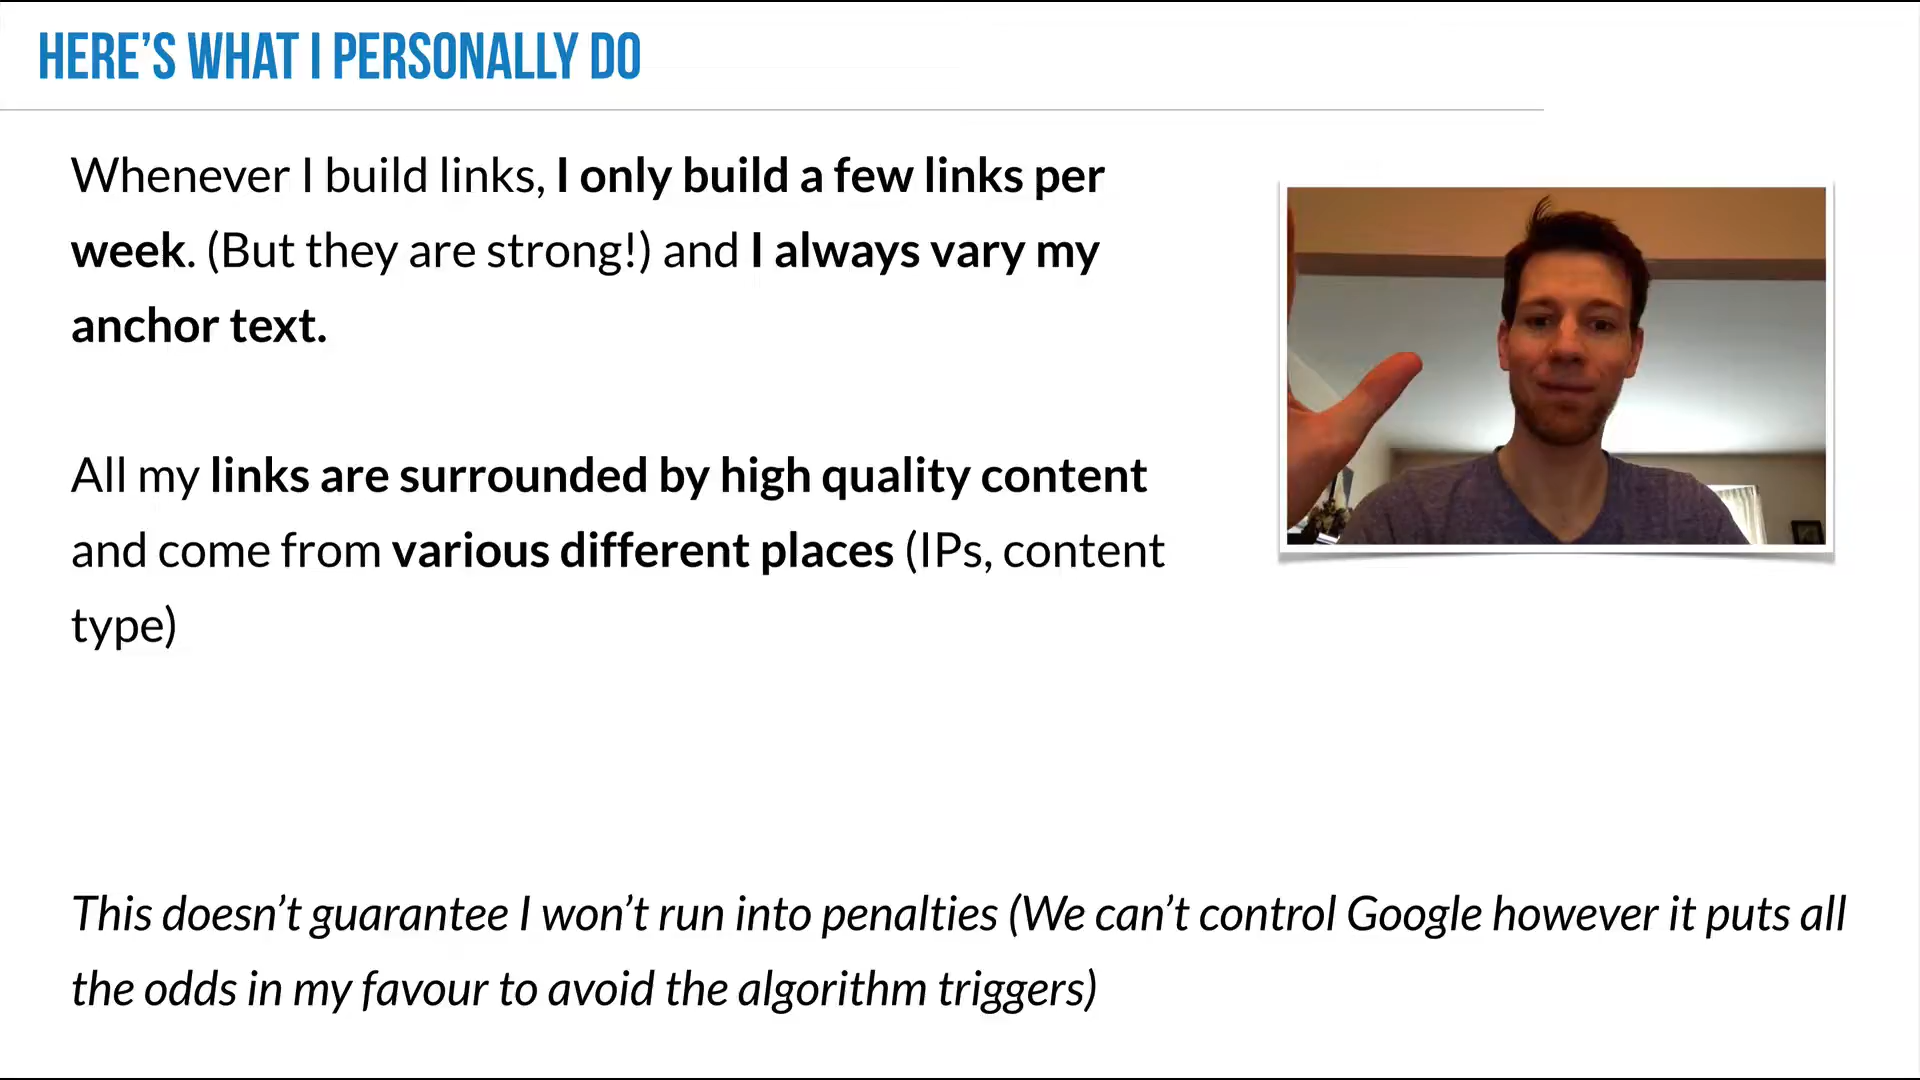 HERE'S WHAT I PERSONALLY DO
Whenever I build links, I only build a few links per
week. (But they are strong!) and I always vary my
anchor text.
All my links are surrounded by high quality content
and come from various different places (IPs, content
type)
This doesn't guarantee I won't run into penalties (We can't control Google however it puts all
the odds in my favour to avoid the algorithm triggers)